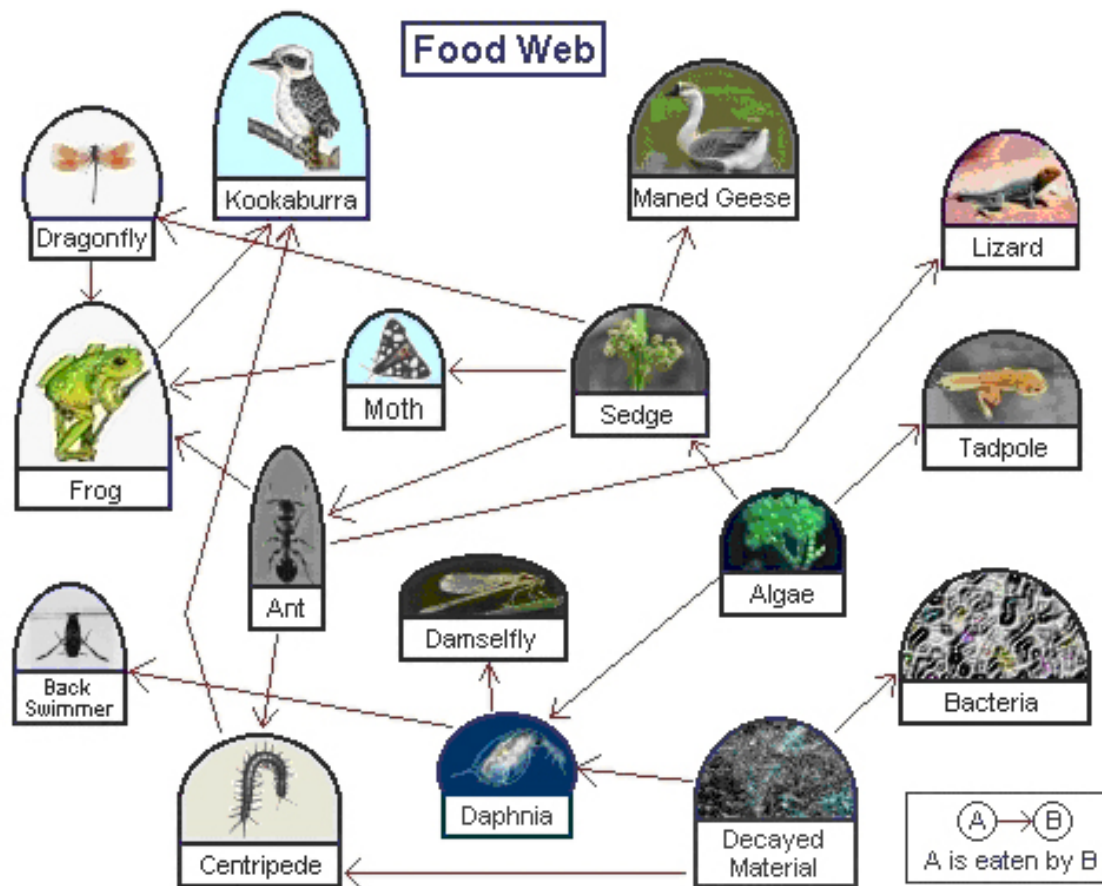 Food Web
Kookaburra
Maned Geese
Dragonfly
Lizard
Moth
Sedge
Tadpole
Frog
Ant
Algae
Damselfly
Back
Swimmer
Bacteria
Daphnia
Centripede
Decayed
Material
A B
A is eaten by B